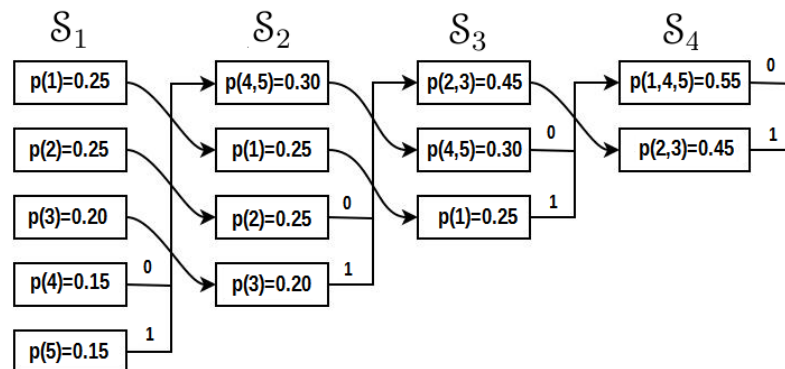 S₁ S₂ S₃ S₄
p(1)=0.25 p(4,5)=0.30 p(2,3)=0.45 p(1,4,5)=0.55 0
p(2)=0.25 p(1)=0.25 0 p(4,5)=0.30 0 p(2,3)=0.45 1
p(3)=0.20 p(2)=0.25 0 p(1)=0.25 1
p(4)=0.15 0 p(3)=0.20 1
p(5)=0.15 1